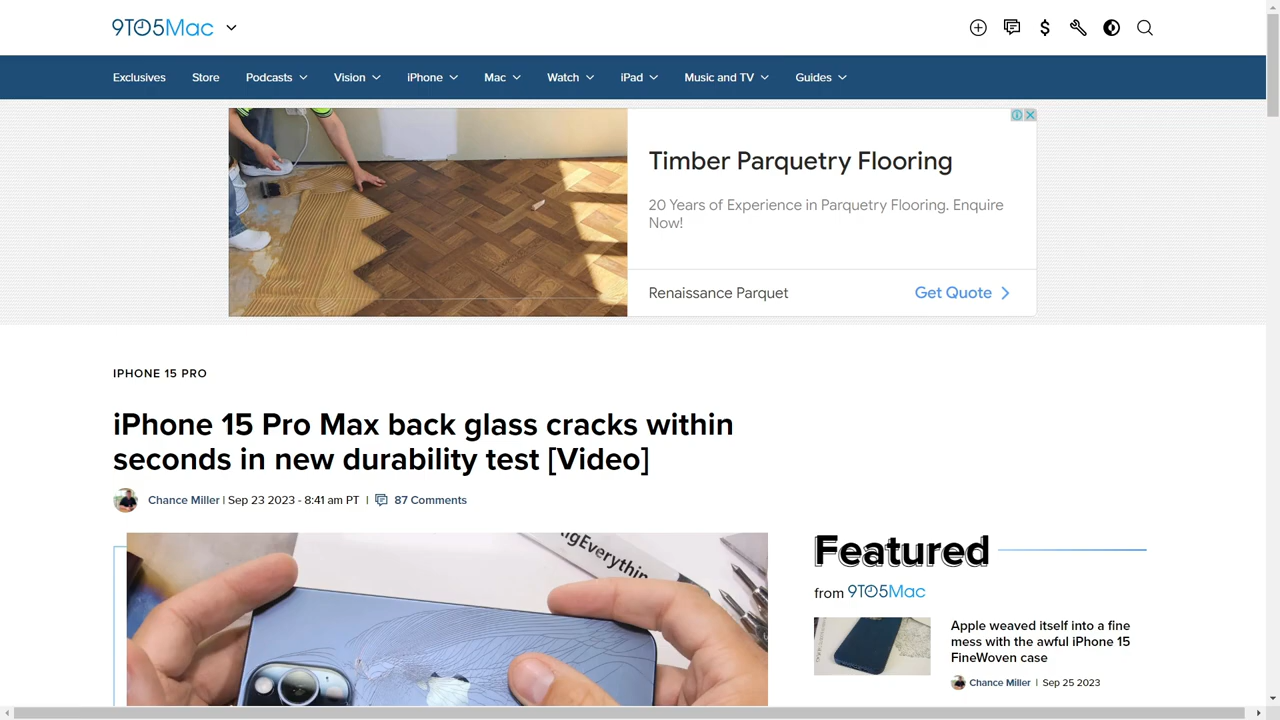 9TO5Mac
Exclusives Store Podcasts Vision iPhone Mac Watch iPad Music and TV Guides
Timber Parquetry Flooring
20 Years of Experience in Parquetry Flooring. Enquire
Now!
Renaissance Parquet Get Quote
IPHONE 15 PRO
iPhone 15 Pro Max back glass cracks within
seconds in new durability test [Video]
Chance Miller | Sep 23 2023 - 8:41 am PT | 87 Comments
igEverythin
Featured
from 9TO5Mac
Apple weaved itself into a fine
mess with the awful iPhone 15
FineWoven case
Chance Miller | Sep 25 2023